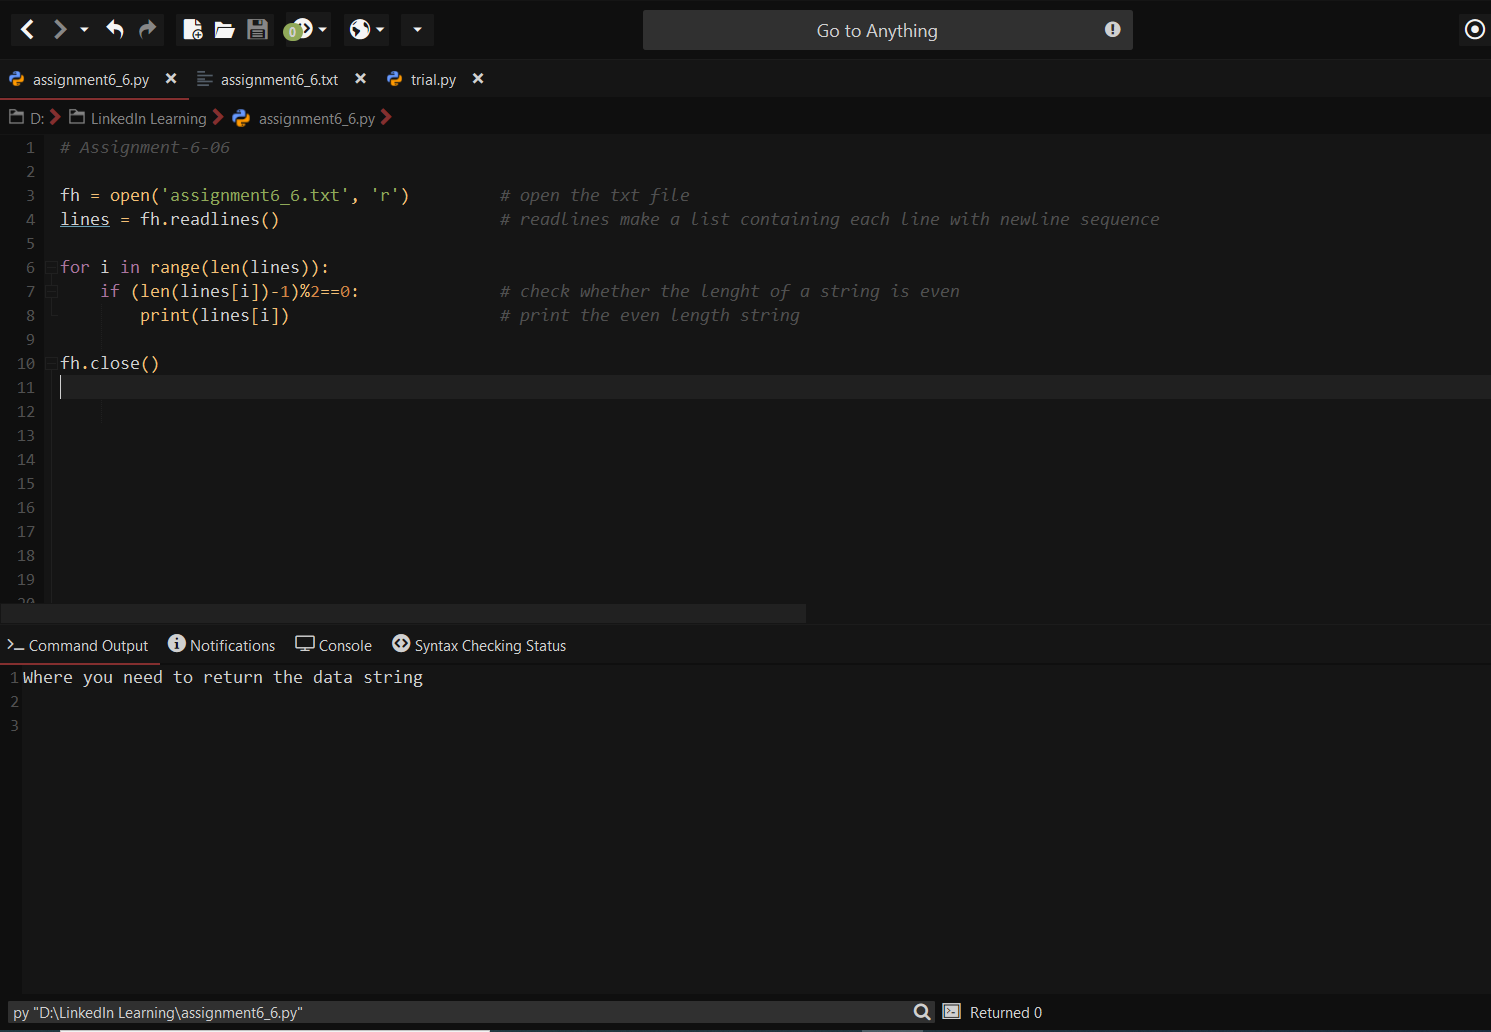 0
Go to Anything
assignment6_6.py assignment6_6.txt trial.py
D: LinkedIn Learning assignment6_6.py
1 # Assignment-6-06
2
3 fh = open('assignment6_6.txt', 'r') # open the txt file
4 lines = fh.readlines() # readlines make a list containing each line with newline sequence
5
6 for i in range(len(lines)):
7 if (len(lines[i])-1)%2==0: # check whether the lenght of a string is even
8 print(lines[i]) # print the even length string
9
10 fh.close()
11
12
13
14
15
16
17
18
19
20
Command Output Notifications Console Syntax Checking Status
1 Where you need to return the data string
2
3
py "D:\LinkedIn Learning\assignment6_6.py" Returned 0